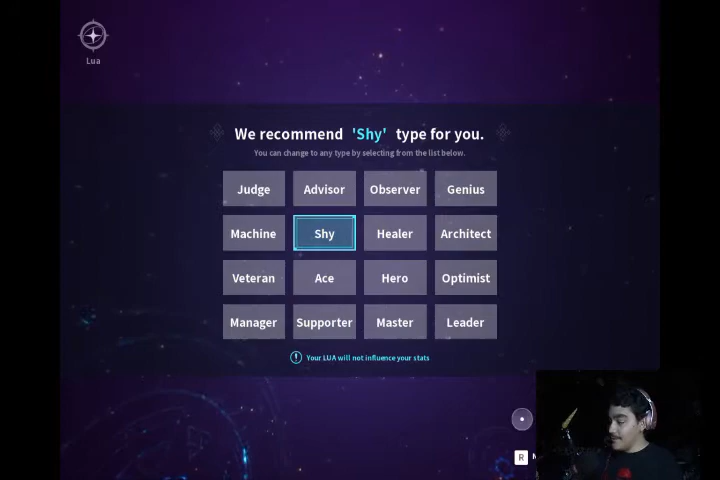 Lua
We recommend 'Shy' type for you.
You can change to any type by selecting from the list below.
Judge Advisor Observer Genius
Machine Shy Healer Architect
Veteran Ace Hero Optimist
Manager Supporter Master Leader
Your LUA will not influence your stats
R